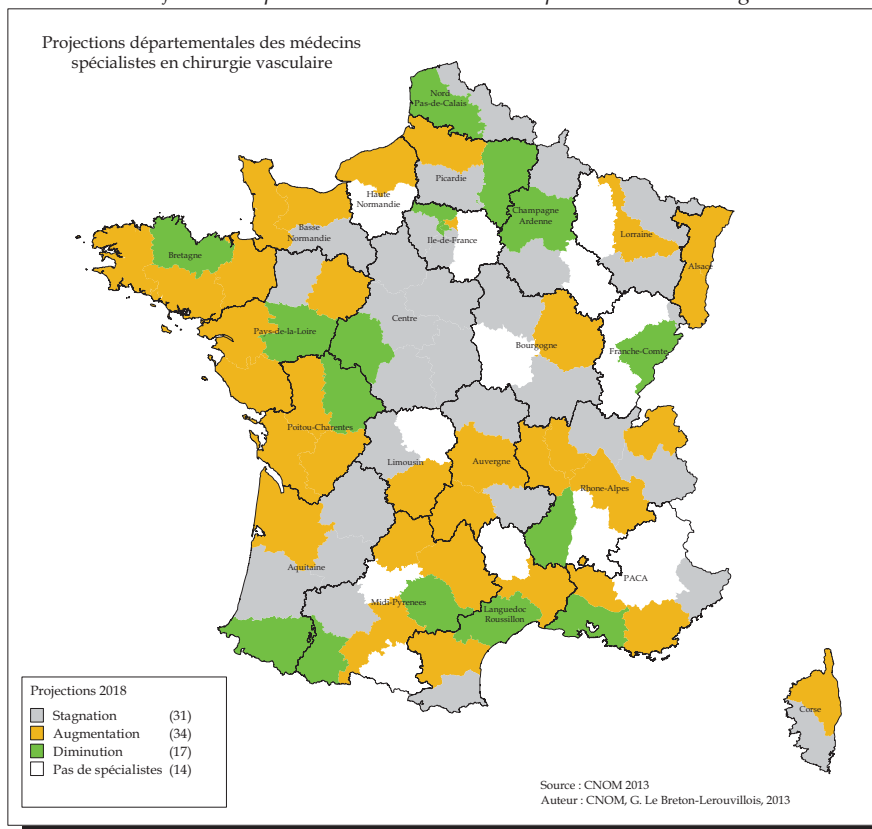 Projections départementales des médecins
spécialistes en chirurgie vasculaire
Nord
Pas-de-Calais
Picardie
Haute
Normandie
Basse
Normandie
Champagne
Ardenne
Ile-de-France
Lorraine
Alsace
Bretagne
Pays-de-la-Loire
Centre
Bourgogne
Franche-Comte
Poitou-Charentes
Limousin
Auvergne
Rhone-Alpes
Aquitaine
Midi-Pyrenees
Languedoc
Roussillon
PACA
Corse
Projections 2018
Stagnation (31)
Augmentation (34)
Diminution (17)
Pas de spécialistes (14)
Source : CNOM 2013
Auteur : CNOM, G. Le Breton-Lerouvillois, 2013